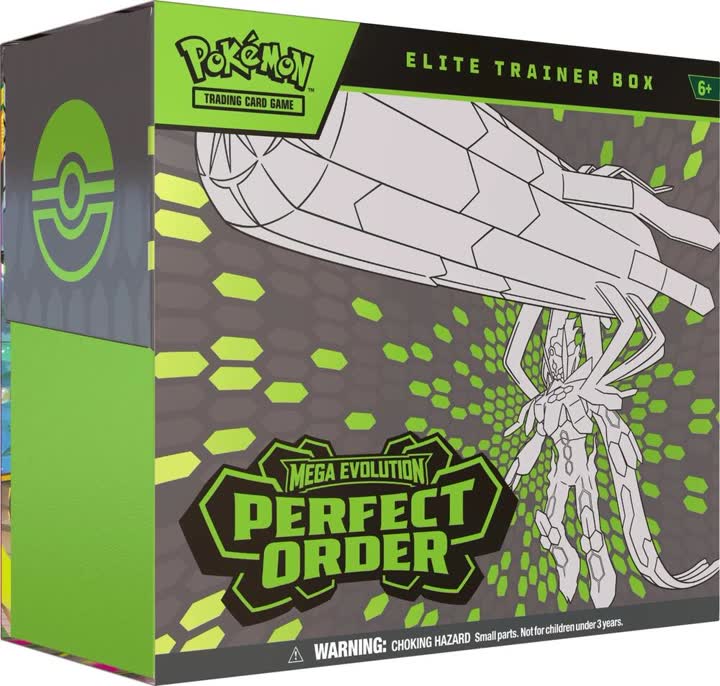 POKéMON
TRADING CARD GAME
™
ELITE TRAINER BOX
6+
MEGA EVOLUTION
PERFECT
ORDER
WARNING: CHOKING HAZARD Small parts. Not for children under 3 years.